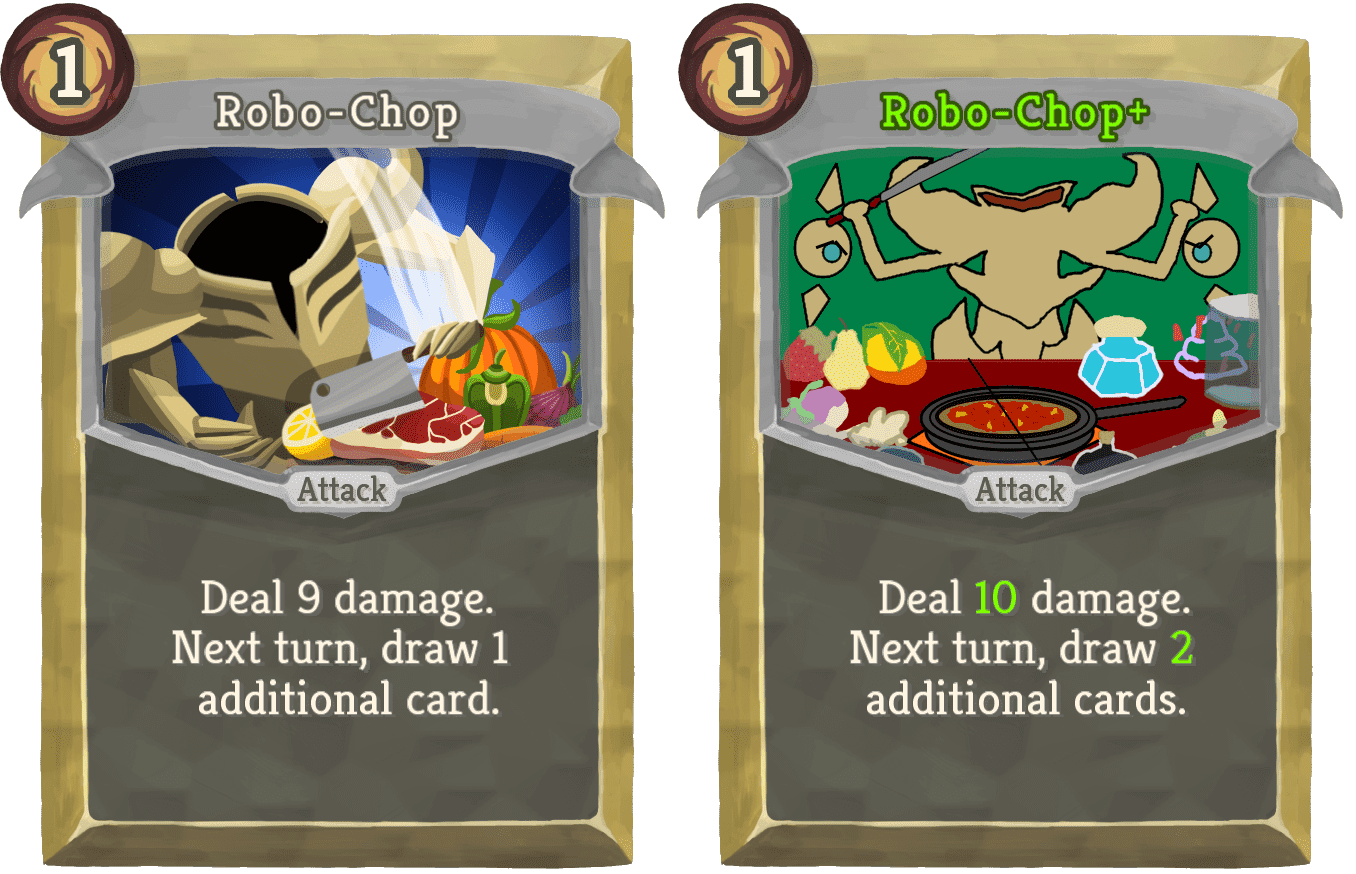 1
Robo-Chop
Attack
Deal 9 damage.
Next turn, draw 1
additional card.
1
Robo-Chop+
Attack
Deal 10 damage.
Next turn, draw 2
additional cards.